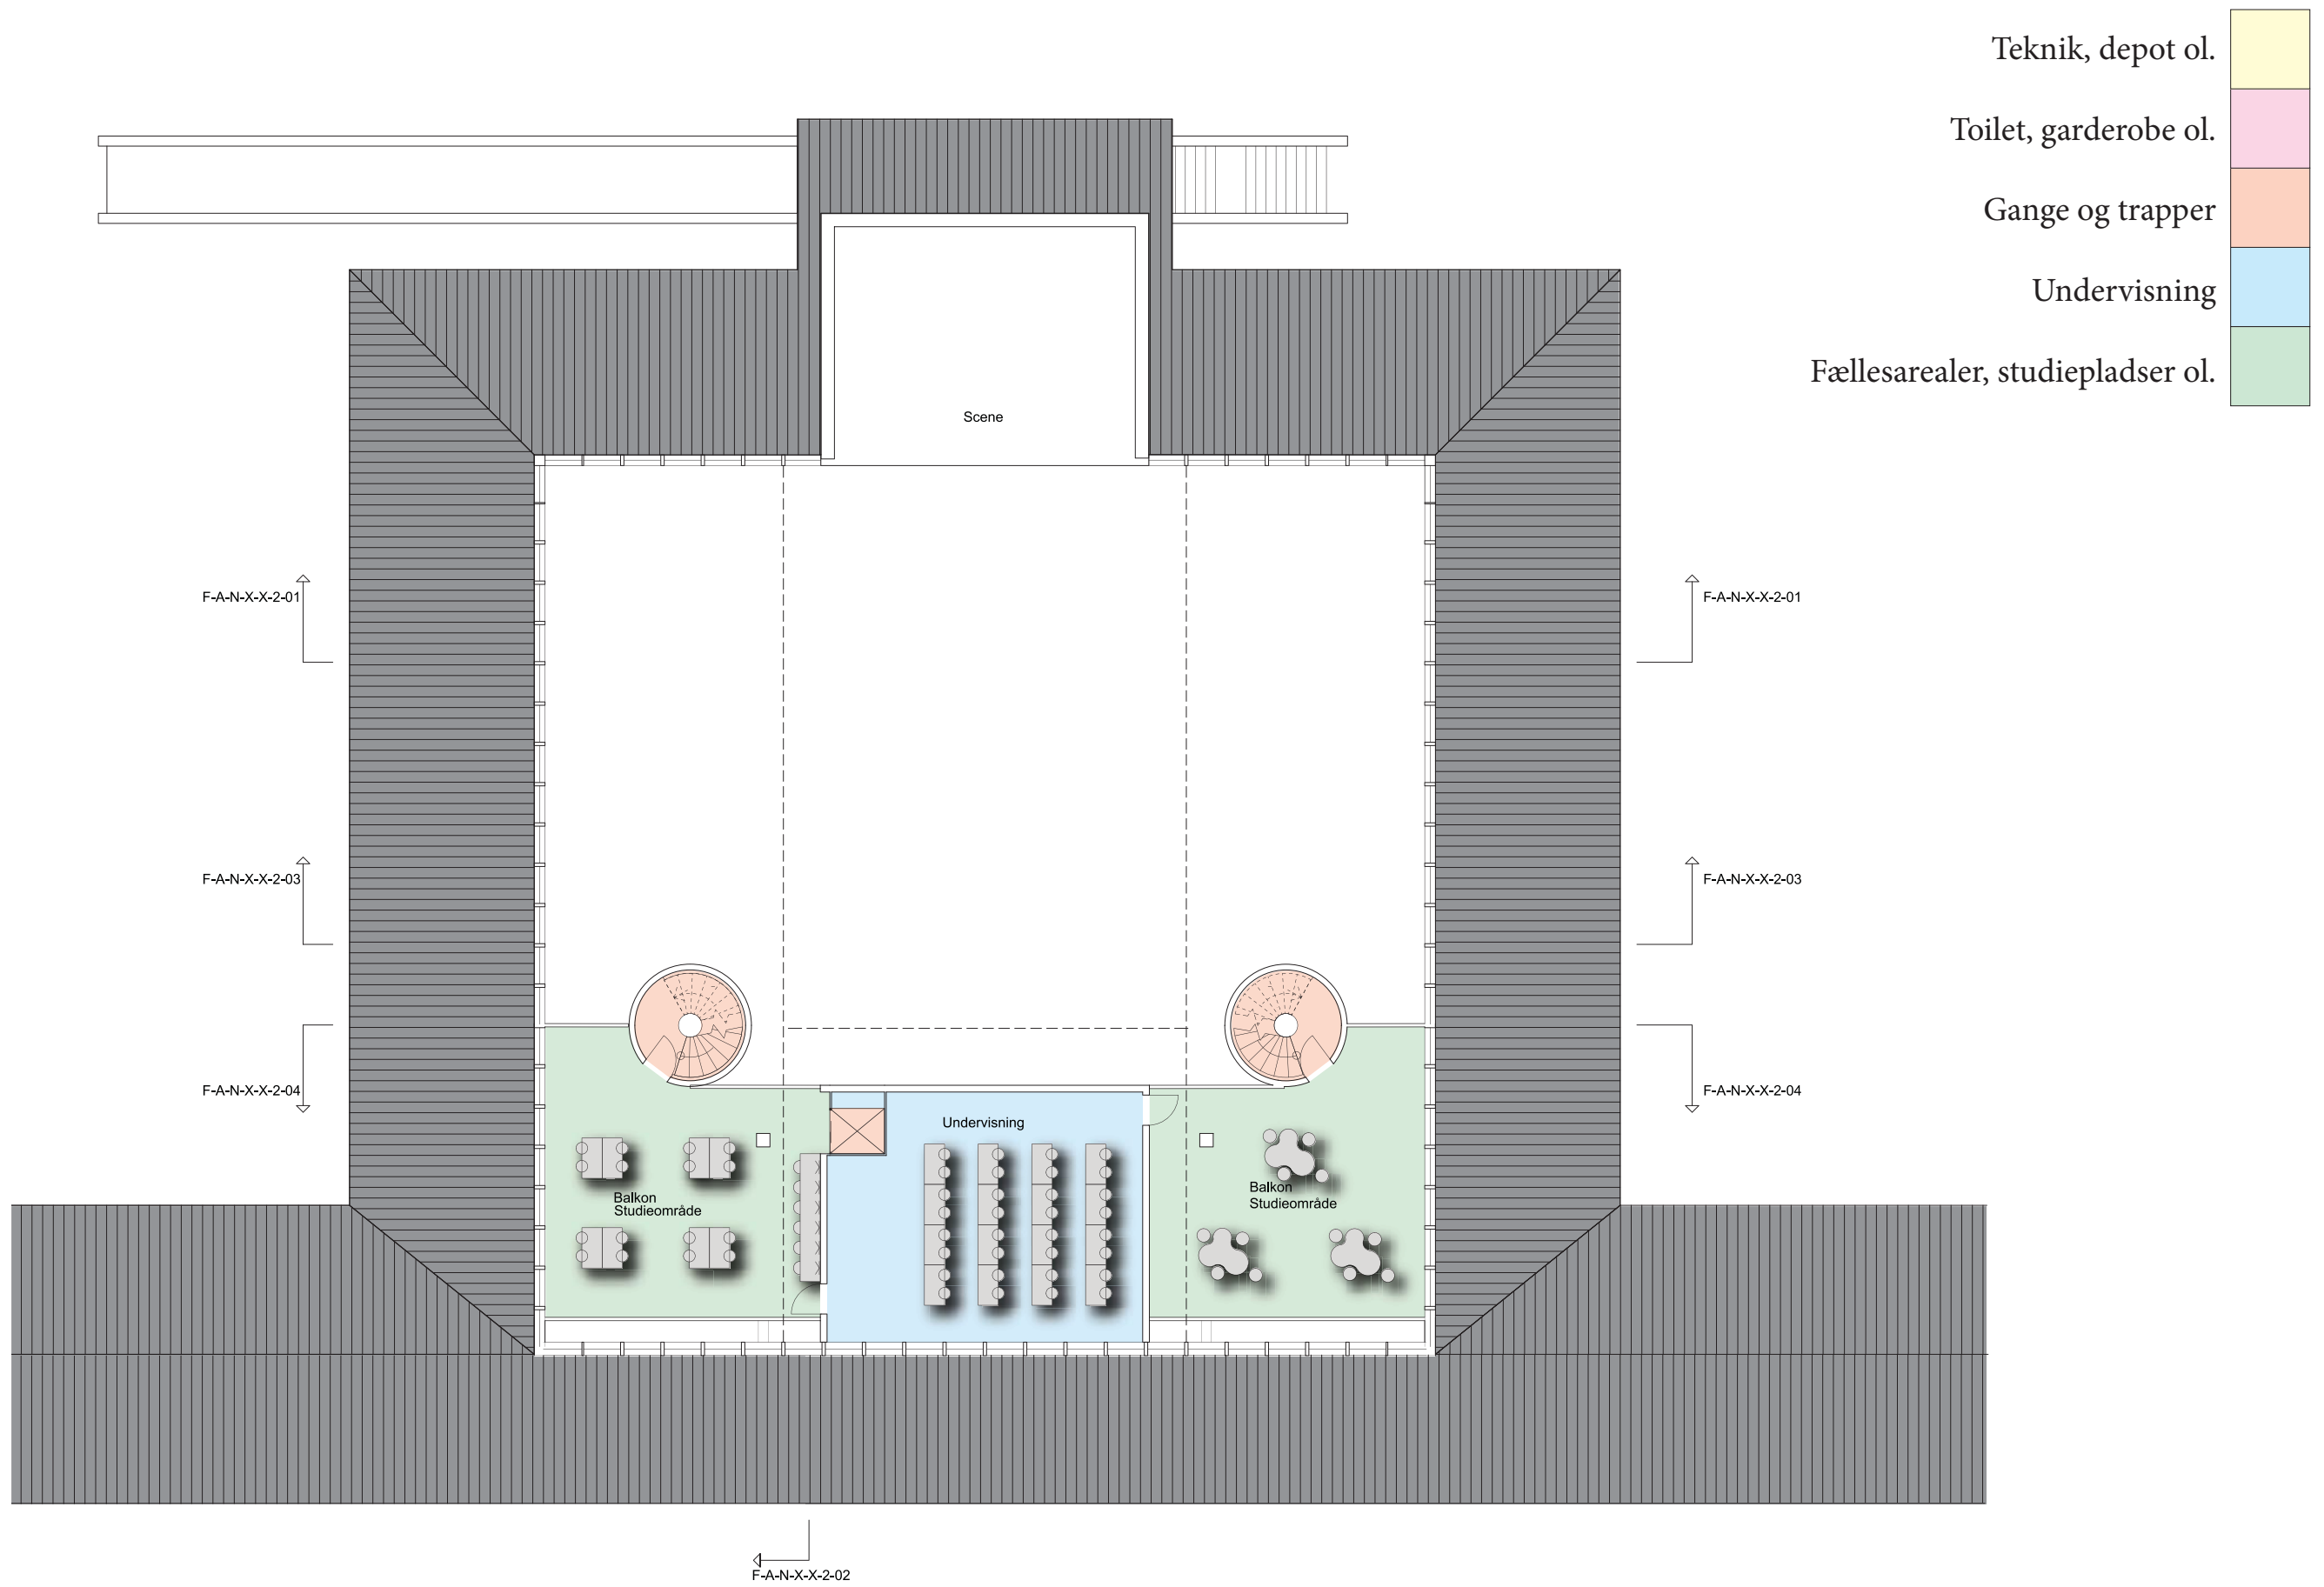 Teknik, depot ol.
Toilet, garderobe ol.
Gange og trapper
Undervisning
Fællesarealer, studiepladser ol.
Scene
F-A-N-X-X-2-01
F-A-N-X-X-2-01
F-A-N-X-X-2-03
F-A-N-X-X-2-03
F-A-N-X-X-2-04
F-A-N-X-X-2-04
Undervisning
Balkon
Studieområde
Balkon
Studieområde
F-A-N-X-X-2-02